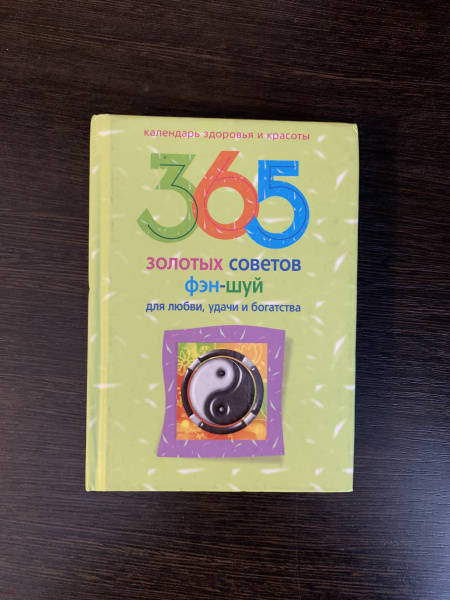 календарь здоровья и красоты
365
золотых советов
фэн-шуй
для любви, удачи и богатства